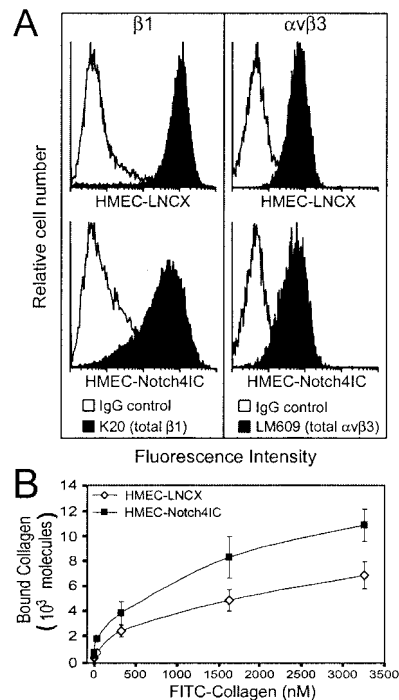 A
β1 αvβ3
Relative cell number
HMEC-LNCX HMEC-LNCX
HMEC-Notch4IC HMEC-Notch4IC
IgG control IgG control
K20 (total β1) LM609 (total αvβ3)
Fluorescence Intensity
B
Bound Collagen
(10³ molecules)
14
12
10
8
6
4
2
0
HMEC-LNCX
HMEC-Notch4IC
0 500 1000 1500 2000 2500 3000 3500
FITC-Collagen (nM)